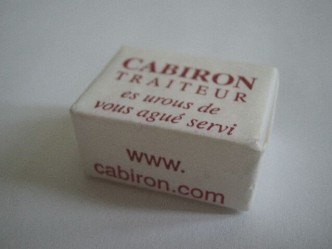 CABIRON
TRAITEUR
es urous de
vous agué servi
www.
cabiron.com